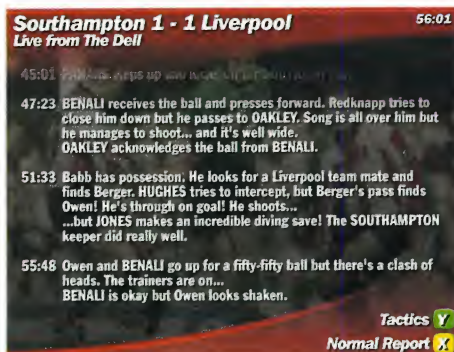 Southampton 1 - 1 Liverpool
56:01
Live from The Dell
45:01
47:23 BENALI receives the ball and presses forward. Redknapp tries to
close him down but he passes to OAKLEY. Song is all over him but
he manages to shoot... and it's well wide.
OAKLEY acknowledges the ball from BENALI.
51:33 Babb has possession. He looks for a Liverpool team mate and
finds Berger. HUGHES tries to intercept, but Berger's pass finds
Owen! He's through on goal! He shoots...
...but JONES makes an incredible diving save! The SOUTHAMPTON
keeper did really well.
55:48 Owen and BENALI go up for a fifty-fifty ball but there's a clash of
heads. The trainers are on...
BENALI is okay but Owen looks shaken.
Tactics Y
Normal Report X